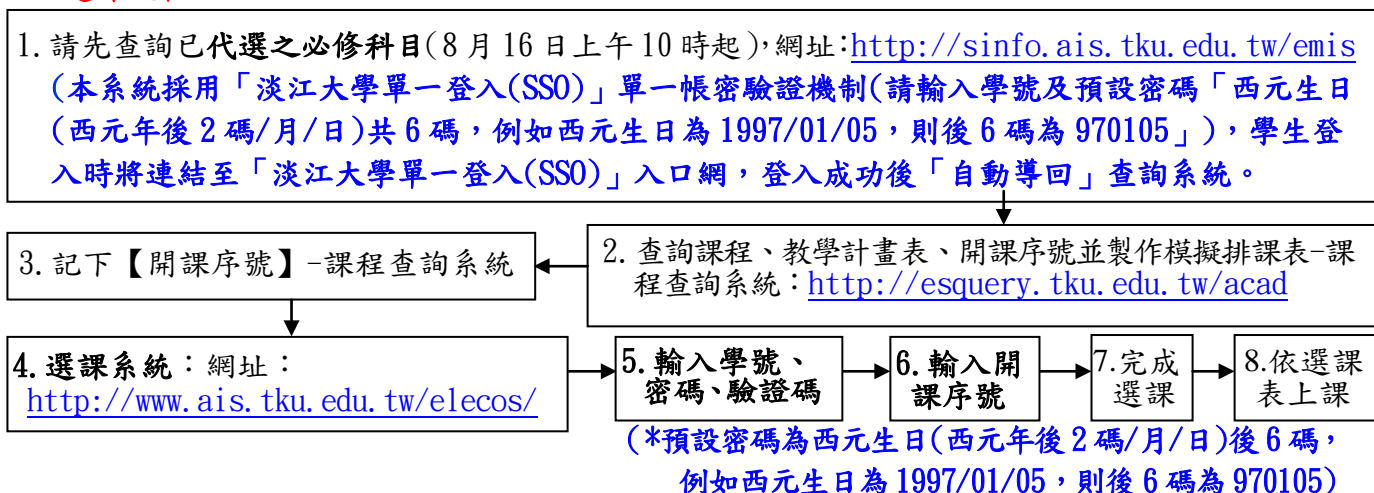 1.請先查詢已代選之必修科目(8月16日上午10時起),網址:http://sinfo.ais.tku.edu.tw/emis
(本系統採用「淡江大學單一登入(SSO)」單一帳密驗證機制(請輸入學號及預設密碼「西元生日
(西元年後2碼/月/日)共6碼,例如西元生日為1997/01/05,則後6碼為970105」),學生登
入時將連結至「淡江大學單一登入(SSO)」入口網,登入成功後「自動導回」查詢系統。
2.查詢課程、教學計畫表、開課序號並製作模擬排課表-課
程查詢系統:http://esquery.tku.edu.tw/acad
3.記下【開課序號】-課程查詢系統
4.選課系統:網址:
http://www.ais.tku.edu.tw/elecos/
5.輸入學號、
密碼、驗證碼
6.輸入開
課序號
7.完成
選課
8.依選課
表上課
(*預設密碼為西元生日(西元年後2碼/月/日)後6碼,
例如西元生日為1997/01/05,則後6碼為970105)